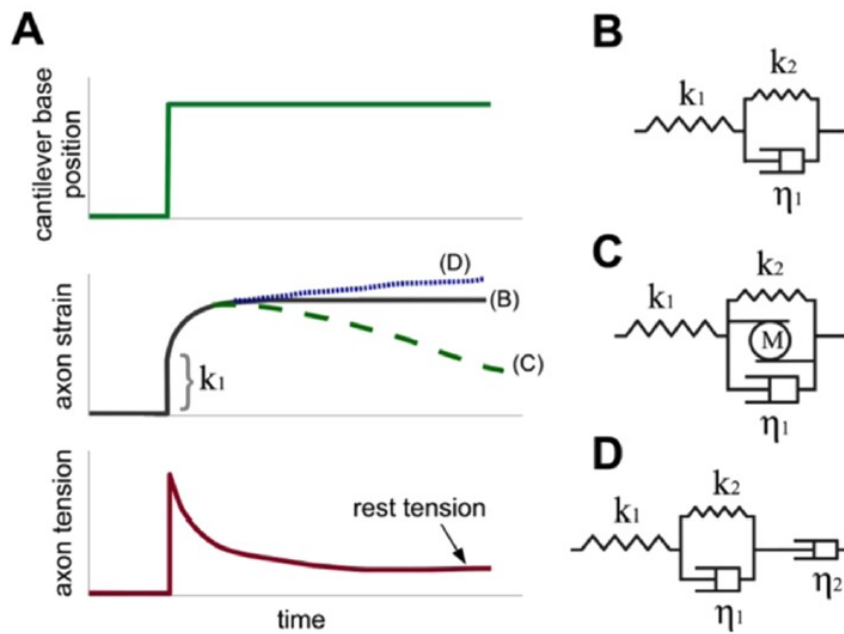 A
cantilever base
position
axon strain
k1
(D)
(B)
(C)
axon tension
rest tension
time
B
k1
k2
η1
C
k1
k2
M
η1
D
k1
k2
η1
η2